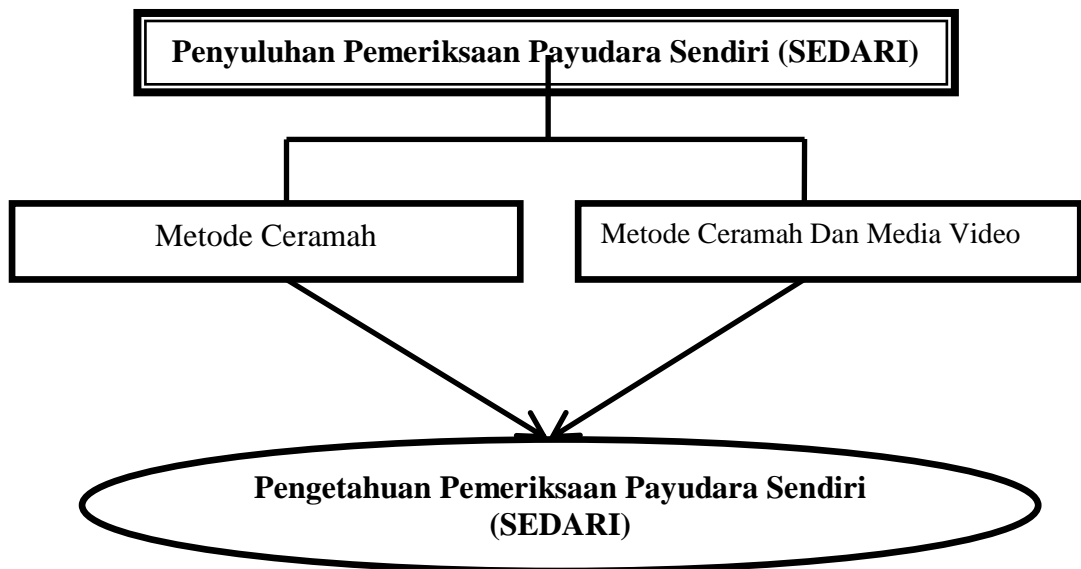 Penyuluhan Pemeriksaan Payudara Sendiri (SEDARI)
Metode Ceramah
Metode Ceramah Dan Media Video
Pengetahuan Pemeriksaan Payudara Sendiri
(SEDARI)